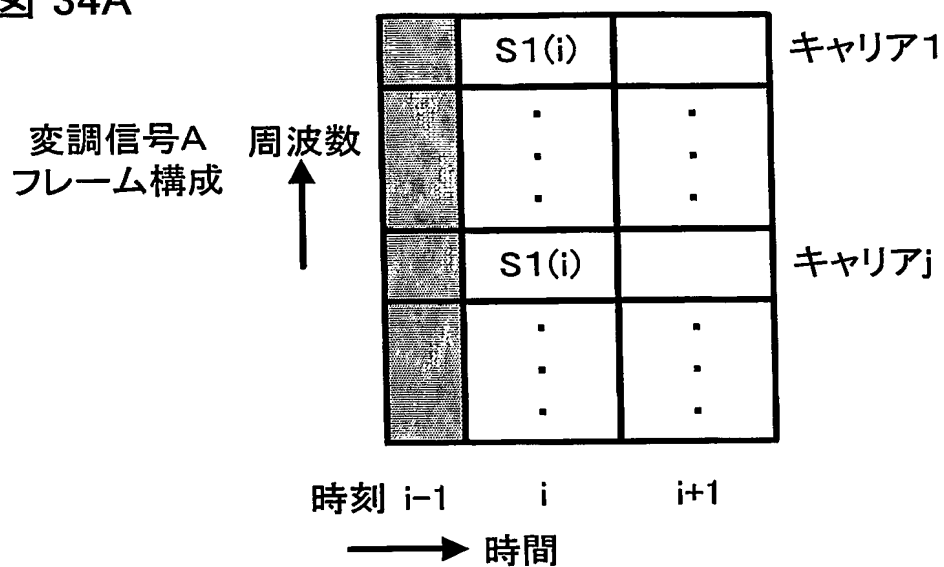 図 34A
S1(i) キャリア1
変調信号A 周波数
フレーム構成
S1(i) キャリアj
時刻 i-1 i i+1
時間